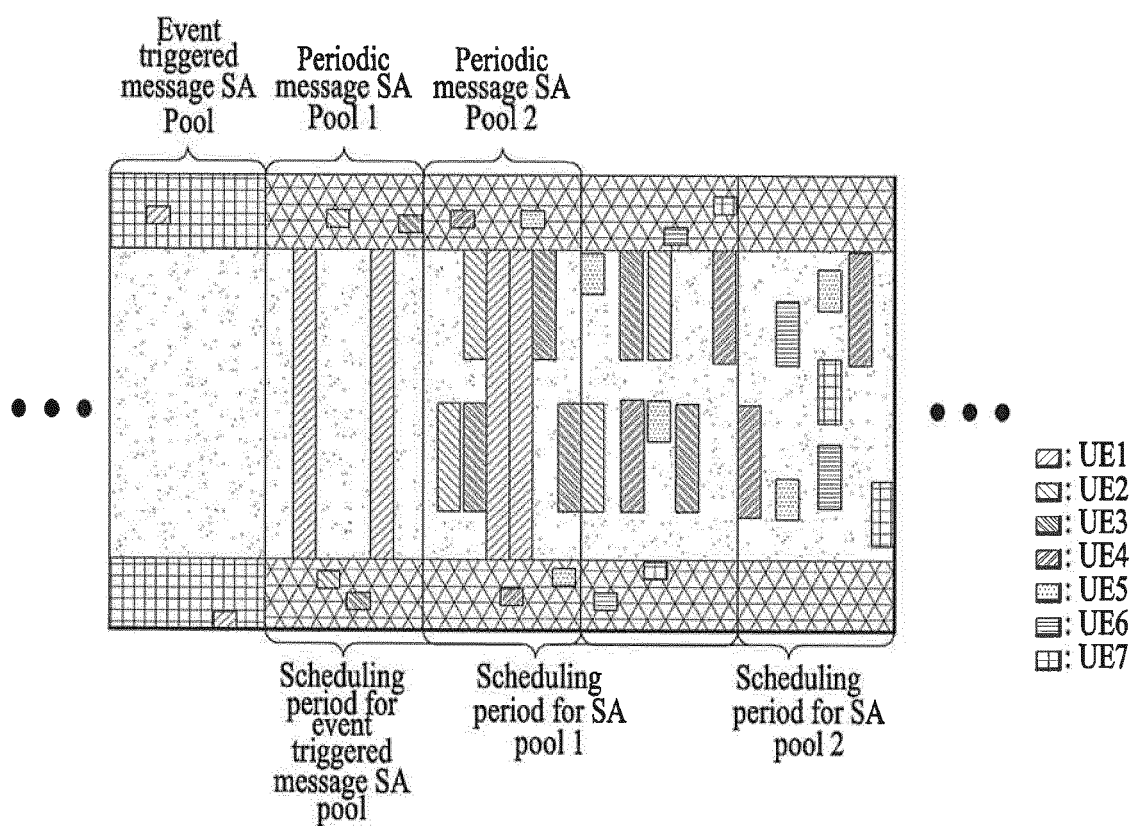 Event
triggered
message SA
Pool
Periodic
message SA
Pool 1
Periodic
message SA
Pool 2
: UE1
: UE2
: UE3
: UE4
: UE5
: UE6
: UE7
Scheduling
period for
event
triggered
message SA
pool
Scheduling
period for SA
pool 1
Scheduling
period for SA
pool 2